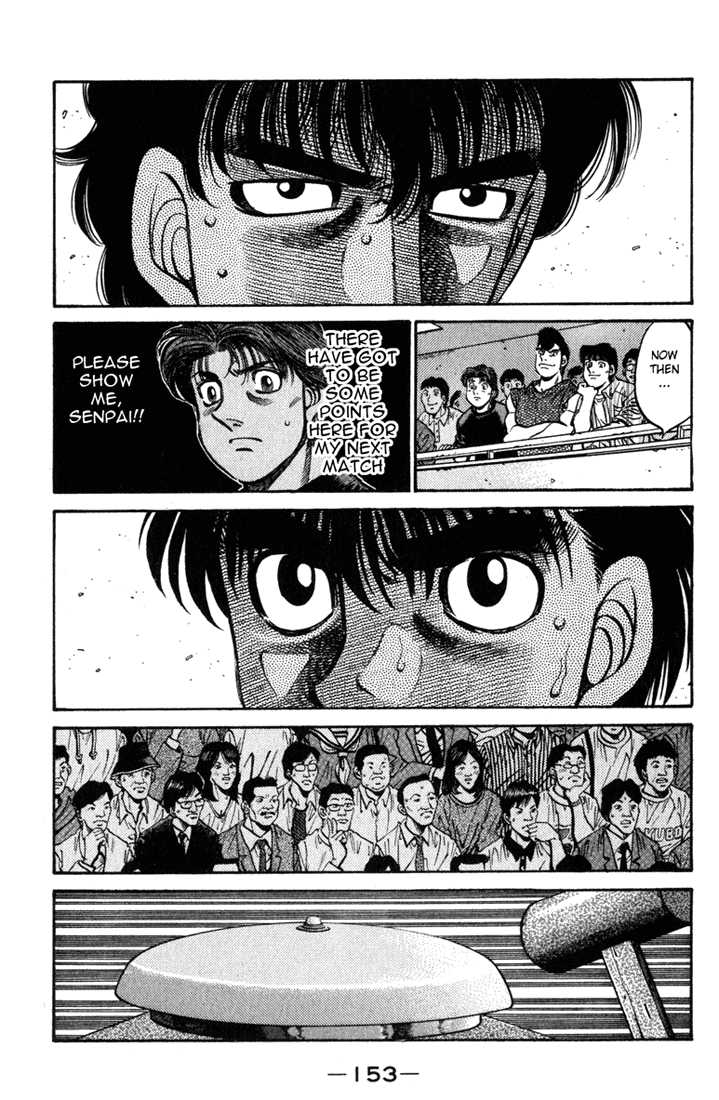 NOW
THEN
...
THERE
HAVE GOT
TO BE
SOME
POINTS
HERE FOR
MY NEXT
MATCH
PLEASE
SHOW
ME,
SENPAI!!
—153—